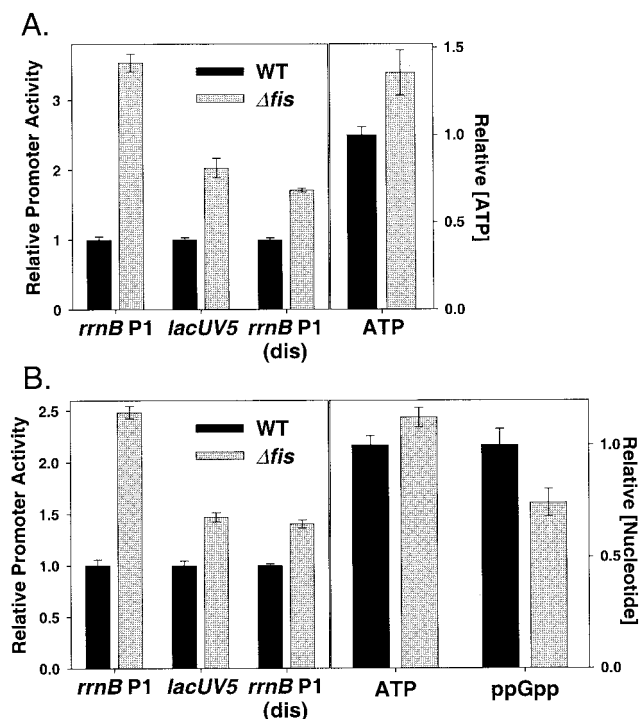 A.
Relative Promoter Activity
3
2
1
0
WT
Δfis
1.5
1.0
0.5
0.0
Relative [ATP]
rrnB P1
lacUV5
rrnB P1
(dis)
ATP
B.
Relative Promoter Activity
2.5
2.0
1.5
1.0
0.5
0.0
WT
Δfis
1.0
0.5
0.0
Relative [Nucleotide]
rrnB P1
lacUV5
rrnB P1
(dis)
ATP
ppGpp